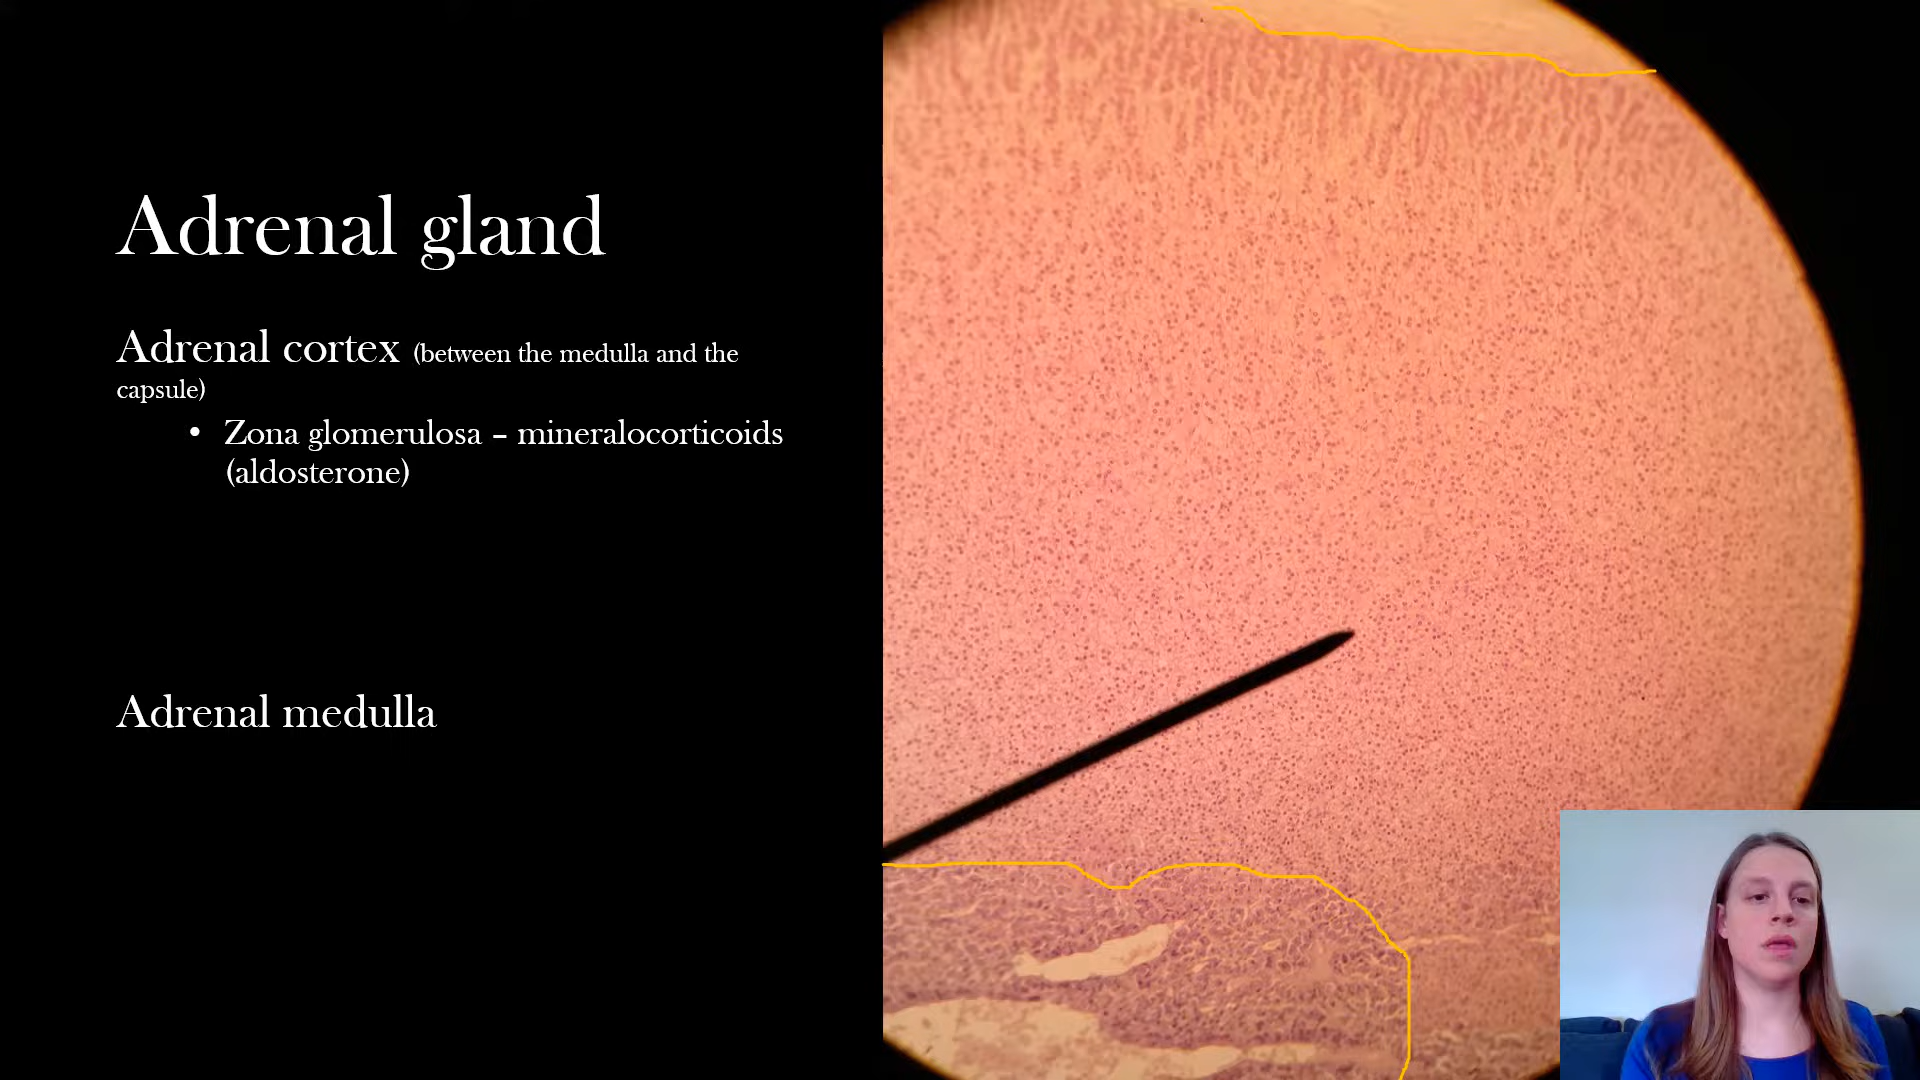 Adrenal gland
Adrenal cortex (between the medulla and the
capsule)
• Zona glomerulosa – mineralocorticoids
(aldosterone)
Adrenal medulla